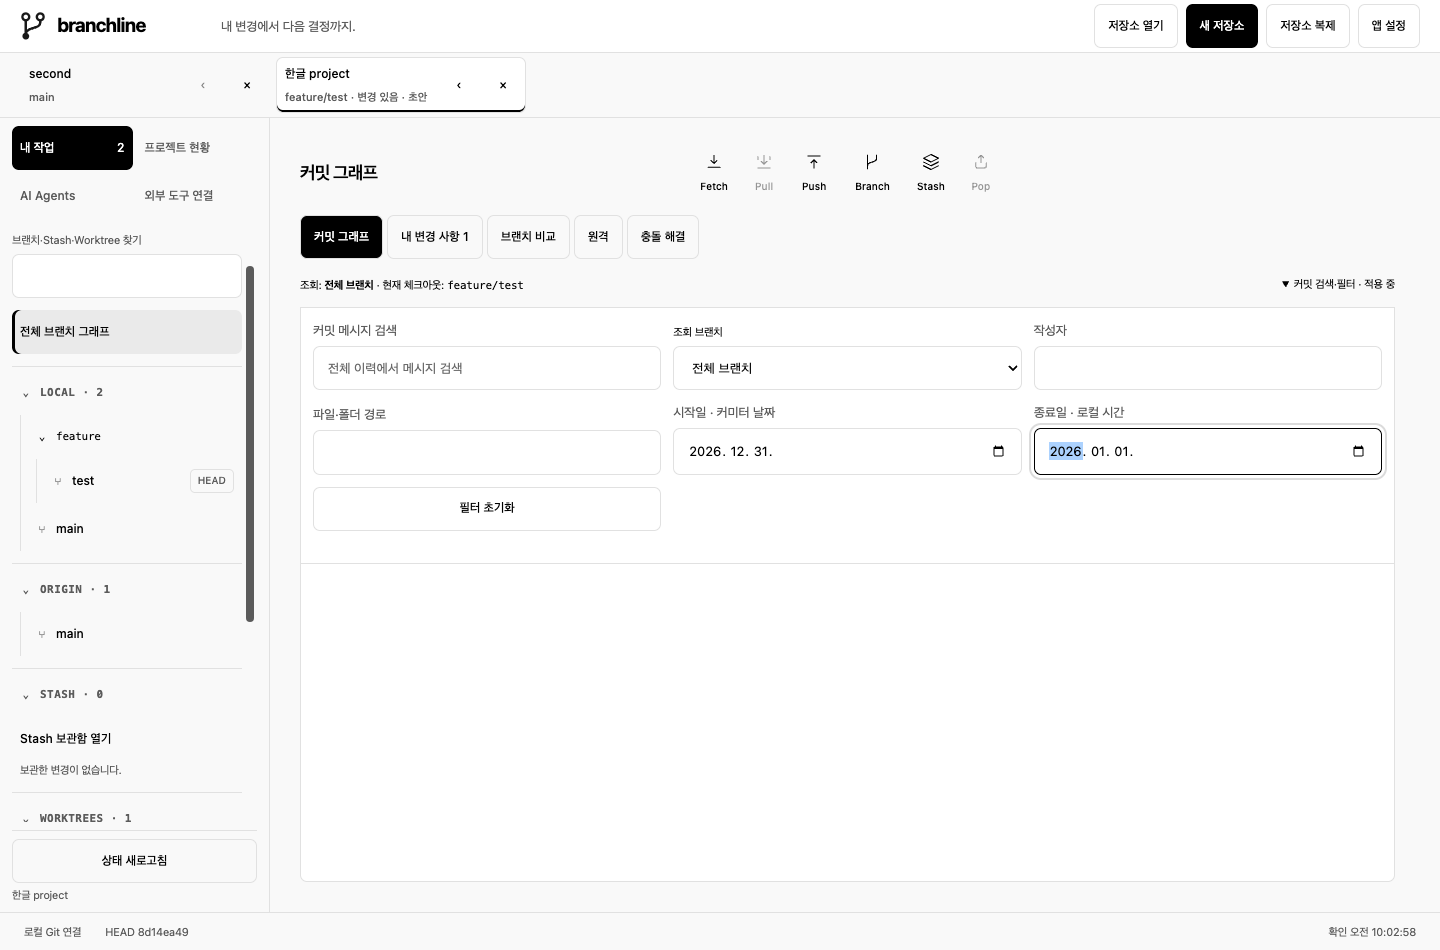 branchline
내 변경에서 다음 결정까지.
저장소 열기
새 저장소
저장소 복제
앱 설정
second
main
한글 project
feature/test · 변경 있음 · 초안
내 작업 2
프로젝트 현황
AI Agents
외부 도구 연결
브랜치·Stash·Worktree 찾기
전체 브랜치 그래프
LOCAL · 2
feature
test HEAD
main
ORIGIN · 1
main
STASH · 0
Stash 보관함 열기
보관한 변경이 없습니다.
WORKTREES · 1
상태 새로고침
한글 project
커밋 그래프
Fetch
Pull
Push
Branch
Stash
Pop
커밋 그래프
내 변경 사항 1
브랜치 비교
원격
충돌 해결
조회: 전체 브랜치 · 현재 체크아웃: feature/test
▼ 커밋 검색·필터 · 적용 중
커밋 메시지 검색
전체 이력에서 메시지 검색
조회 브랜치
전체 브랜치
작성자
파일·폴더 경로
시작일 · 커미터 날짜
2026. 12. 31.
종료일 · 로컬 시간
2026. 01. 01.
필터 초기화
로컬 Git 연결
HEAD 8d14ea49
확인 오전 10:02:58